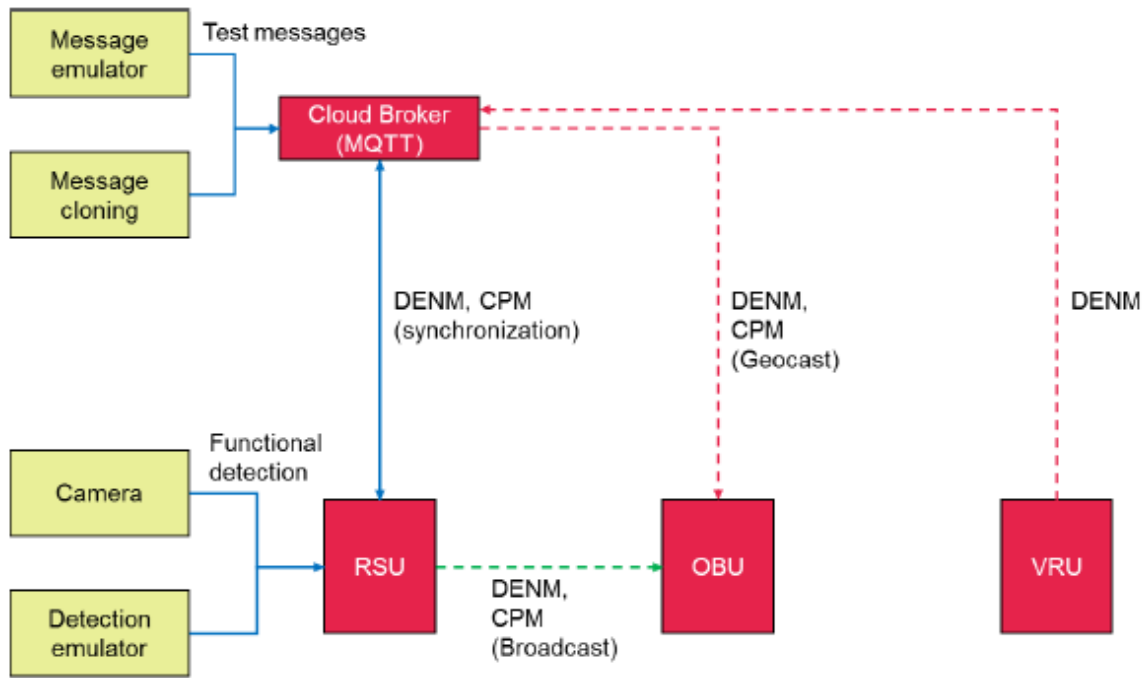 Message
emulator
Test messages
Cloud Broker
(MQTT)
Message
cloning
DENM, CPM
(synchronization)
DENM,
CPM
(Geocast)
DENM
Functional
detection
Camera
RSU
OBU
VRU
DENM,
CPM
(Broadcast)
Detection
emulator